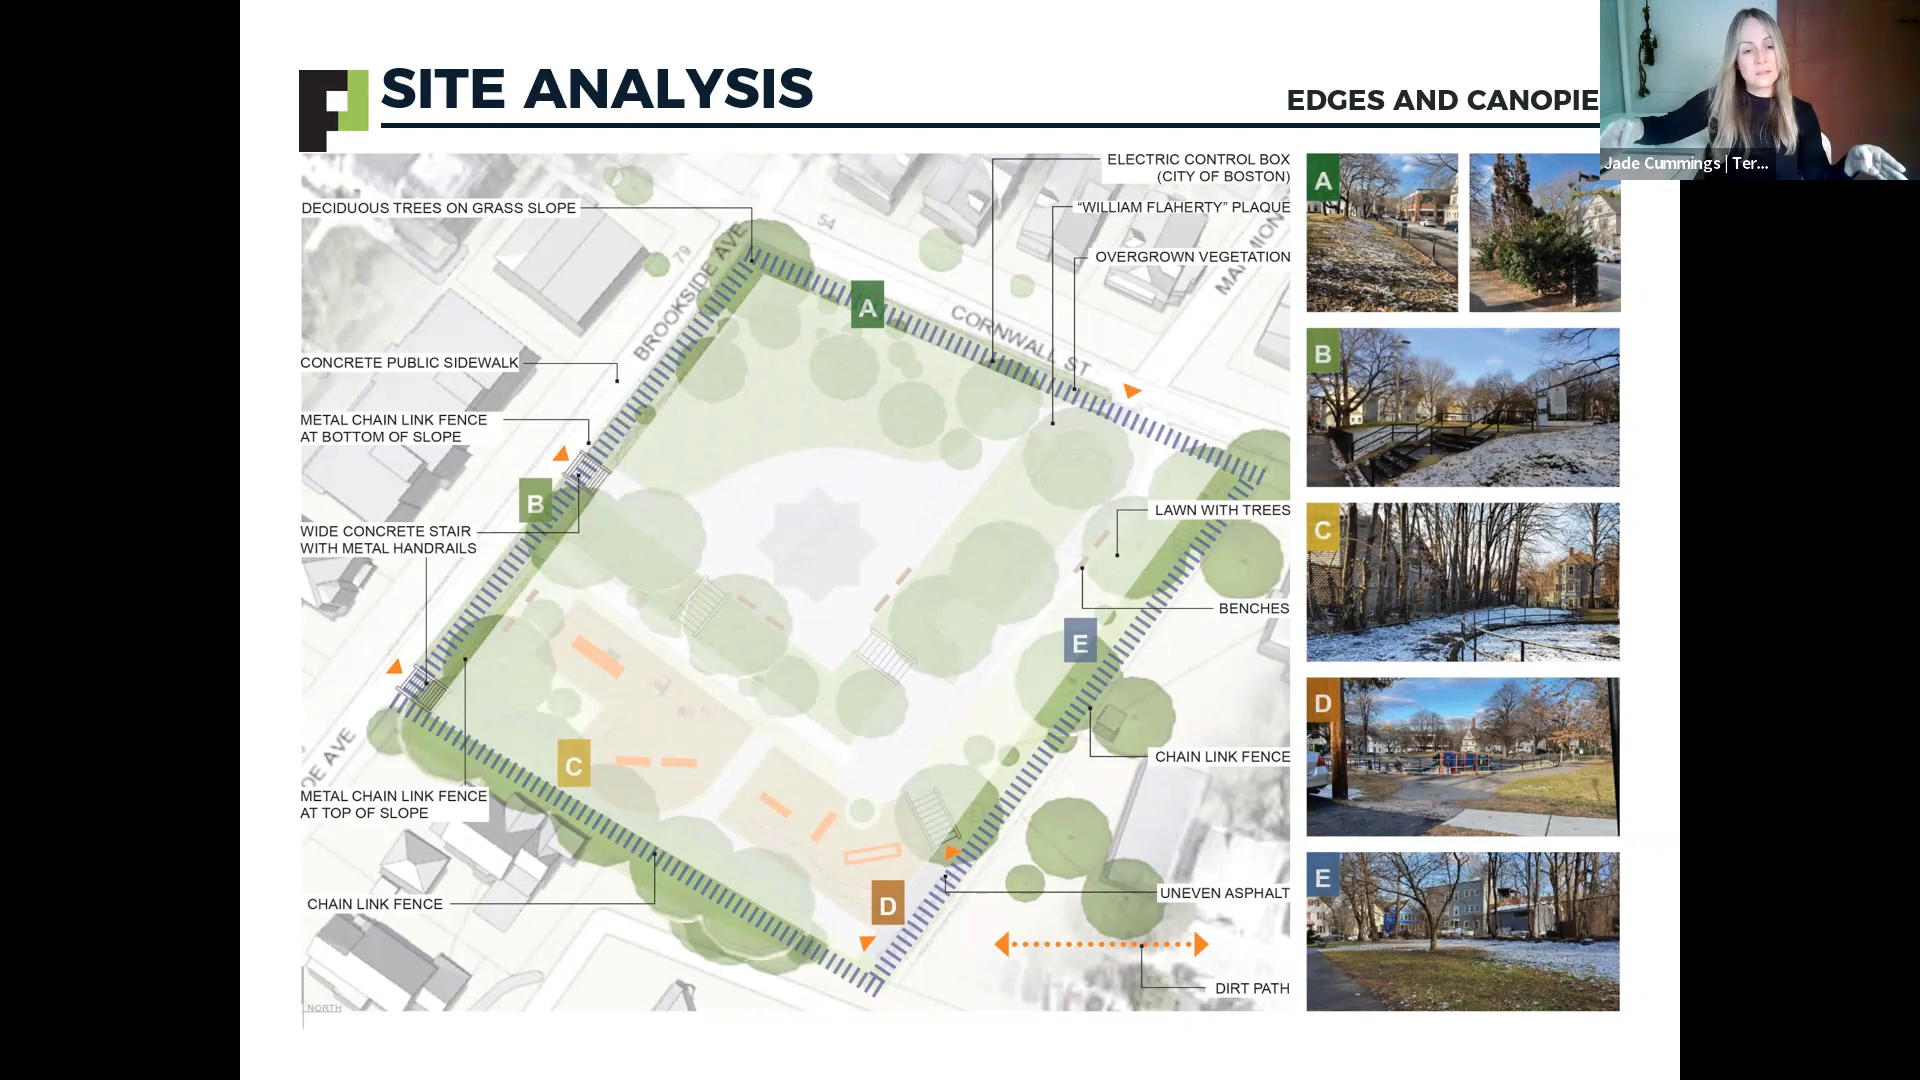 SITE ANALYSIS
EDGES AND CANOPIE
Jade Cummings | Ter...
ELECTRIC CONTROL BOX
(CITY OF BOSTON)
"WILLIAM FLAHERTY" PLAQUE
OVERGROWN VEGETATION
DECIDUOUS TREES ON GRASS SLOPE
54
70
BROOKSIDE AVE
CORNWALL ST
CONCRETE PUBLIC SIDEWALK
METAL CHAIN LINK FENCE
AT BOTTOM OF SLOPE
WIDE CONCRETE STAIR
WITH METAL HANDRAILS
LAWN WITH TREES
BENCHES
CHAIN LINK FENCE
DE AVE
METAL CHAIN LINK FENCE
AT TOP OF SLOPE
CHAIN LINK FENCE
UNEVEN ASPHALT
DIRT PATH
NORTH
A
B
C
D
E
A
B
C
D
E